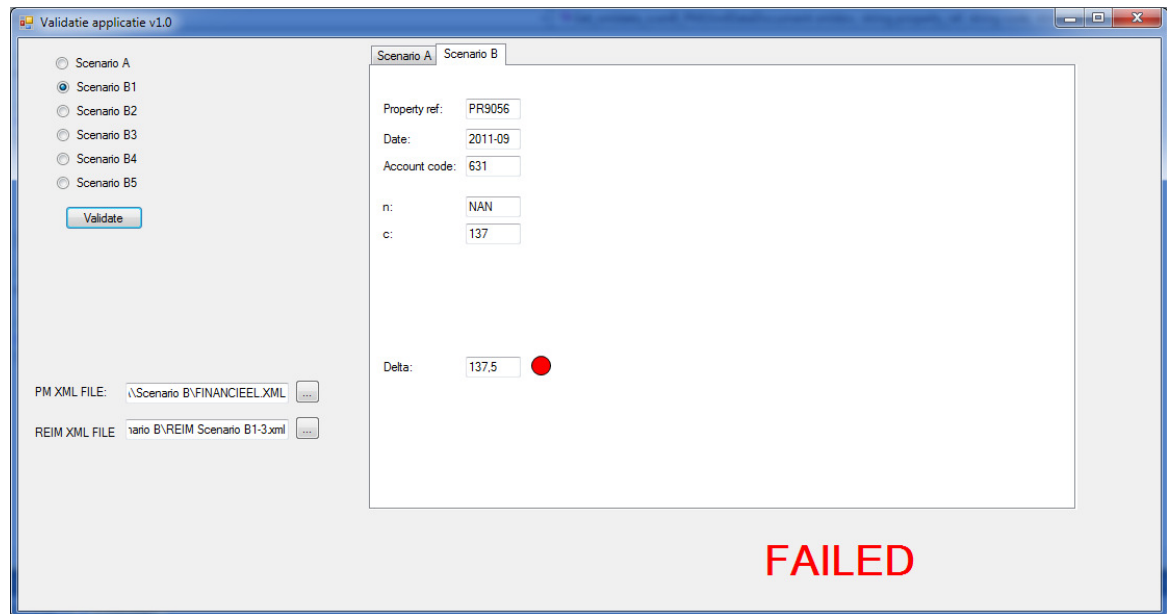 Validatie applicatie v1.0
Scenario A
Scenario B1
Scenario B2
Scenario B3
Scenario B4
Scenario B5
Validate
PM XML FILE: \Scenario B\FINANCIEEL.XML ...
REIM XML FILE nario B\REIM Scenario B1-3.xml ...
Scenario A Scenario B
Property ref: PR9056
Date: 2011-09
Account code: 631
n: NAN
c: 137
Delta: 137,5
FAILED